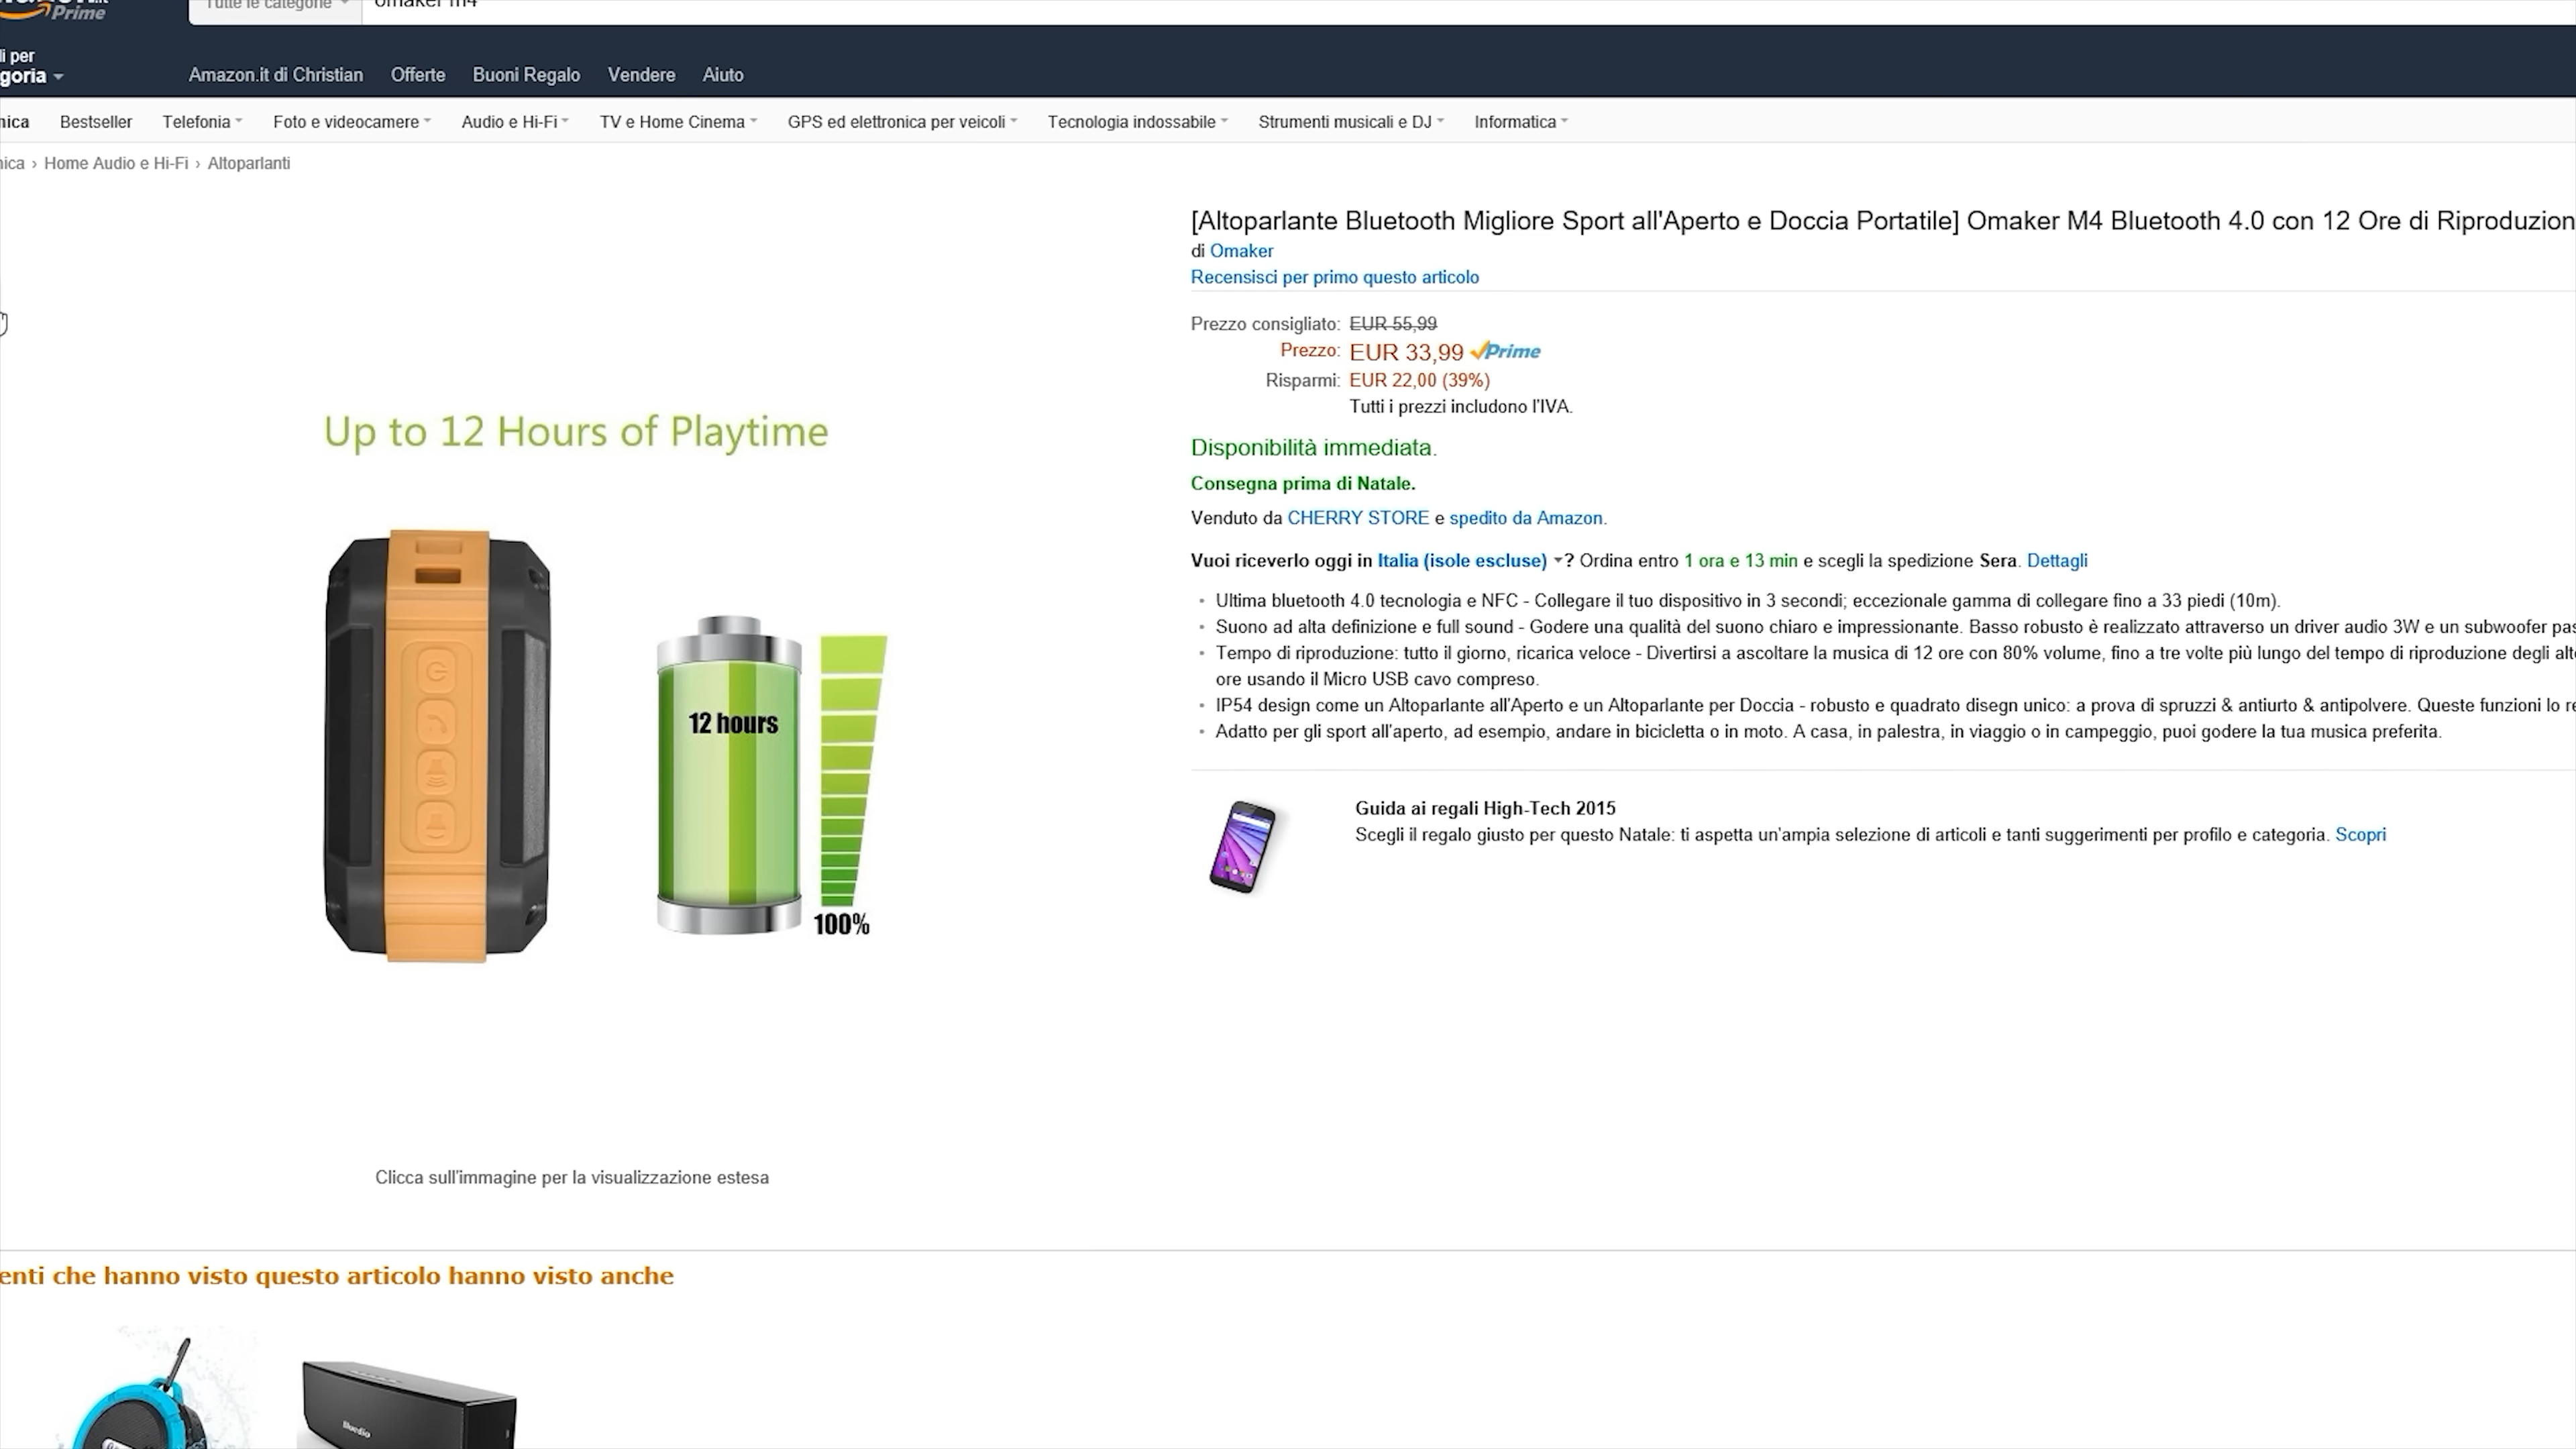 Prime
Tutte le categorie
omaker m4
li per
goria
Amazon.it di Christian Offerte Buoni Regalo Vendere Aiuto
nica Bestseller Telefonia Foto e videocamere Audio e Hi-Fi TV e Home Cinema GPS ed elettronica per veicoli Tecnologia indossabile Strumenti musicali e DJ Informatica
nica › Home Audio e Hi-Fi › Altoparlanti
[Altoparlante Bluetooth Migliore Sport all'Aperto e Doccia Portatile] Omaker M4 Bluetooth 4.0 con 12 Ore di Riproduzion
di Omaker
Recensisci per primo questo articolo
Prezzo consigliato: EUR 55,99
Prezzo: EUR 33,99 Prime
Risparmi: EUR 22,00 (39%)
Tutti i prezzi includono l'IVA.
Disponibilità immediata.
Consegna prima di Natale.
Venduto da CHERRY STORE e spedito da Amazon.
Vuoi riceverlo oggi in Italia (isole escluse) ? Ordina entro 1 ora e 13 min e scegli la spedizione Sera. Dettagli
• Ultima bluetooth 4.0 tecnologia e NFC - Collegare il tuo dispositivo in 3 secondi; eccezionale gamma di collegare fino a 33 piedi (10m).
• Suono ad alta definizione e full sound - Godere una qualità del suono chiaro e impressionante. Basso robusto è realizzato attraverso un driver audio 3W e un subwoofer pas
• Tempo di riproduzione: tutto il giorno, ricarica veloce - Divertirsi a ascoltare la musica di 12 ore con 80% volume, fino a tre volte più lungo del tempo di riproduzione degli alt
ore usando il Micro USB cavo compreso.
• IP54 design come un Altoparlante all'Aperto e un Altoparlante per Doccia - robusto e quadrato disegn unico: a prova di spruzzi & antiurto & antipolvere. Queste funzioni lo re
• Adatto per gli sport all'aperto, ad esempio, andare in bicicletta o in moto. A casa, in palestra, in viaggio o in campeggio, puoi godere la tua musica preferita.
Guida ai regali High-Tech 2015
Scegli il regalo giusto per questo Natale: ti aspetta un'ampia selezione di articoli e tanti suggerimenti per profilo e categoria. Scopri
Up to 12 Hours of Playtime
12 hours
100%
Clicca sull'immagine per la visualizzazione estesa
enti che hanno visto questo articolo hanno visto anche
Bluedio